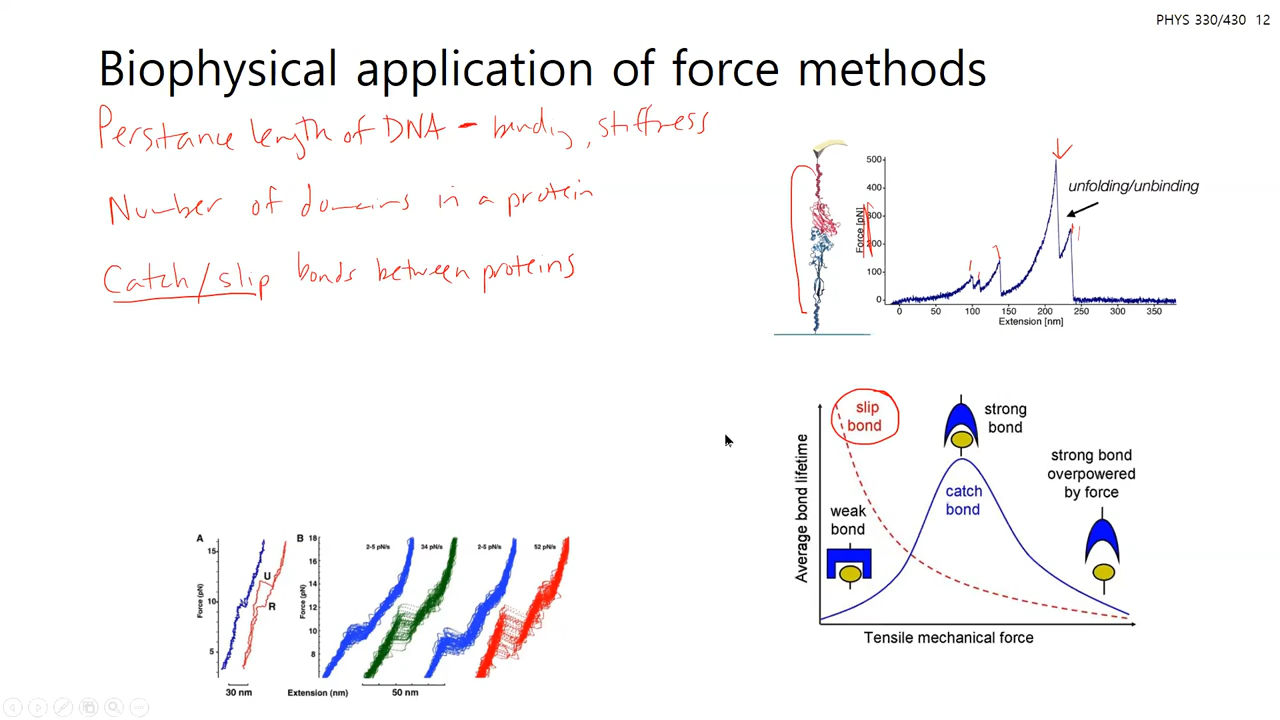 PHYS 330/430 12
Biophysical application of force methods
Persitance length of DNA - bending, stiffness
Number of domains in a protein
Catch/slip bonds between proteins
500
400
300
200
100
0
Force [pN]
unfolding/unbinding
0 50 100 150 200 250 300 350
Extension [nm]
slip
bond
strong
bond
strong bond
overpowered
by force
catch
bond
weak
bond
Average bond lifetime
Tensile mechanical force
A
15
10
5
Force (pN)
U
R
30 nm
B
18
16
14
12
10
8
Force (pN)
2-5 pN/s 34 pN/s 2-5 pN/s 52 pN/s
Extension (nm) 50 nm